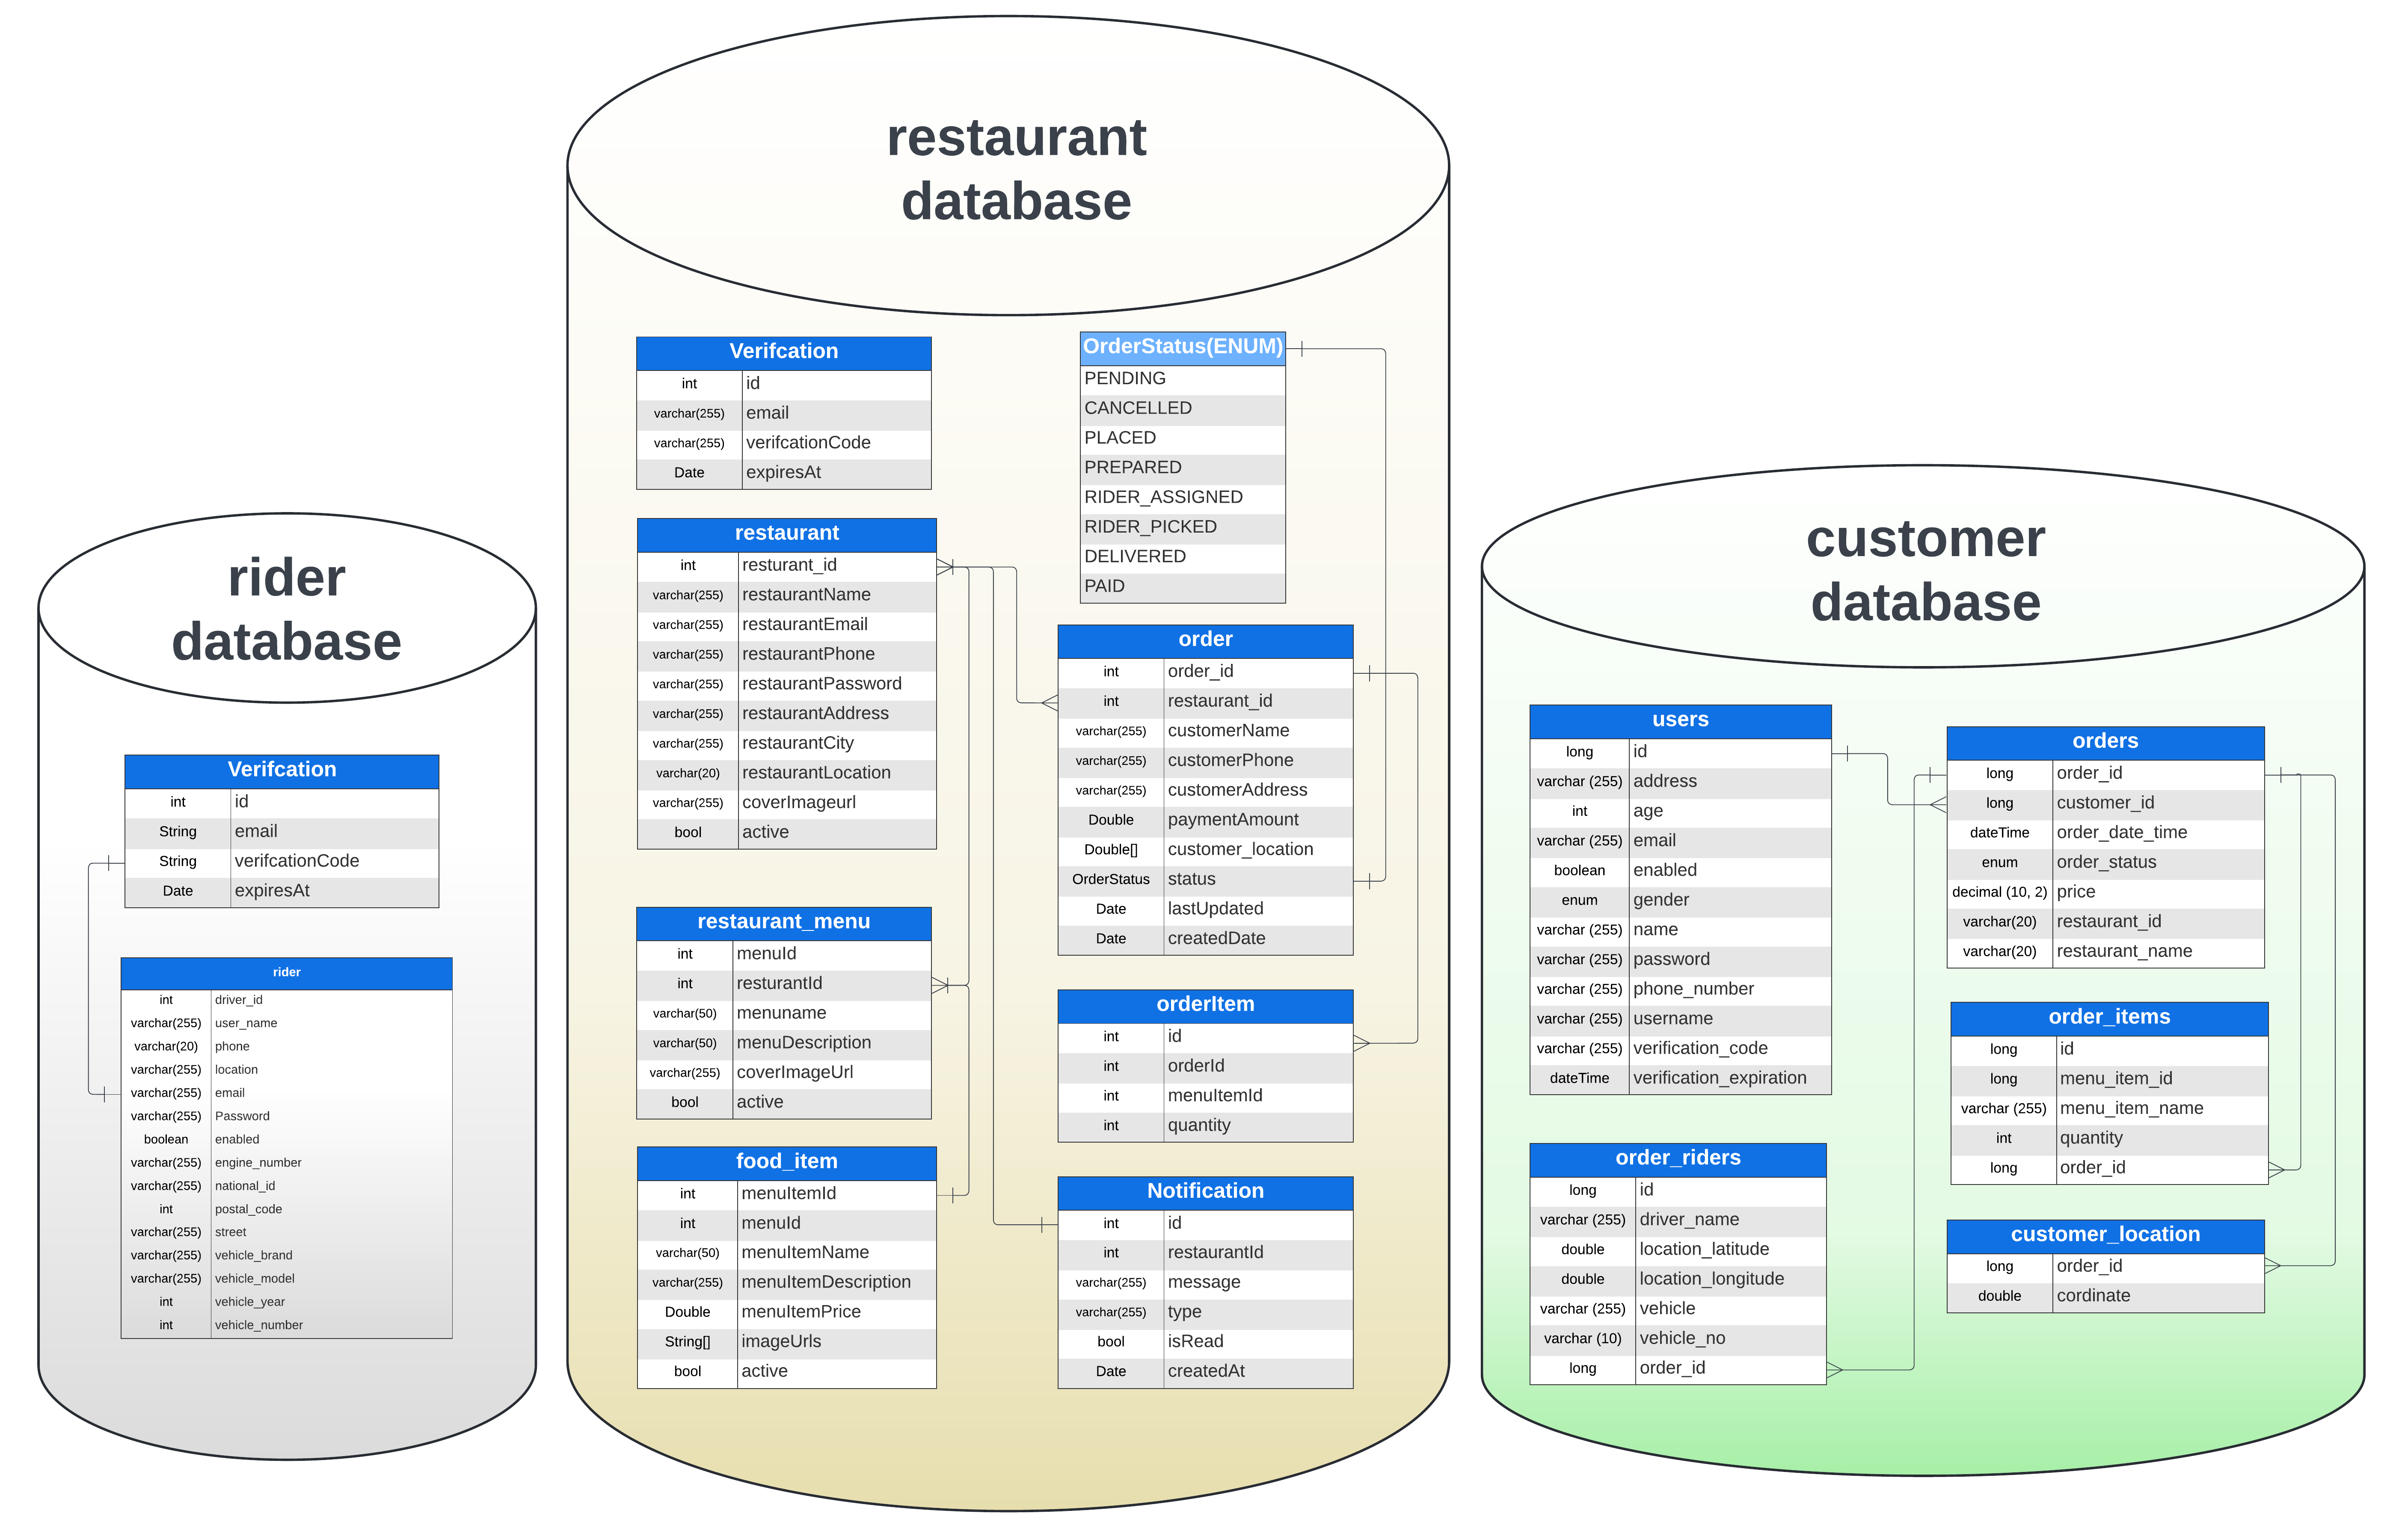 rider
database
Verifcation
int id
String email
String verifcationCode
Date expiresAt
rider
int driver_id
varchar(255) user_name
varchar(20) phone
varchar(255) location
varchar(255) email
varchar(255) Password
boolean enabled
varchar(255) engine_number
varchar(255) national_id
int postal_code
varchar(255) street
varchar(255) vehicle_brand
varchar(255) vehicle_model
int vehicle_year
int vehicle_number
restaurant
database
Verifcation
int id
varchar(255) email
varchar(255) verifcationCode
Date expiresAt
restaurant
int resturant_id
varchar(255) restaurantName
varchar(255) restaurantEmail
varchar(255) restaurantPhone
varchar(255) restaurantPassword
varchar(255) restaurantAddress
varchar(255) restaurantCity
varchar(20) restaurantLocation
varchar(255) coverImageurl
bool active
restaurant_menu
int menuId
int resturantId
varchar(50) menuname
varchar(50) menuDescription
varchar(255) coverImageUrl
bool active
food_item
int menuItemId
int menuId
varchar(50) menuItemName
varchar(255) menuItemDescription
Double menuItemPrice
String[] imageUrls
bool active
OrderStatus(ENUM)
PENDING
CANCELLED
PLACED
PREPARED
RIDER_ASSIGNED
RIDER_PICKED
DELIVERED
PAID
order
int order_id
int restaurant_id
varchar(255) customerName
varchar(255) customerPhone
varchar(255) customerAddress
Double paymentAmount
Double[] customer_location
OrderStatus status
Date lastUpdated
Date createdDate
orderItem
int id
int orderId
int menuItemId
int quantity
Notification
int id
int restaurantId
varchar(255) message
varchar(255) type
bool isRead
Date createdAt
customer
database
users
long id
varchar (255) address
int age
varchar (255) email
boolean enabled
enum gender
varchar (255) name
varchar (255) password
varchar (255) phone_number
varchar (255) username
varchar (255) verification_code
dateTime verification_expiration
order_riders
long id
varchar (255) driver_name
double location_latitude
double location_longitude
varchar (255) vehicle
varchar (10) vehicle_no
long order_id
orders
long order_id
long customer_id
dateTime order_date_time
enum order_status
decimal (10, 2) price
varchar(20) restaurant_id
varchar(20) restaurant_name
order_items
long id
long menu_item_id
varchar (255) menu_item_name
int quantity
long order_id
customer_location
long order_id
double cordinate